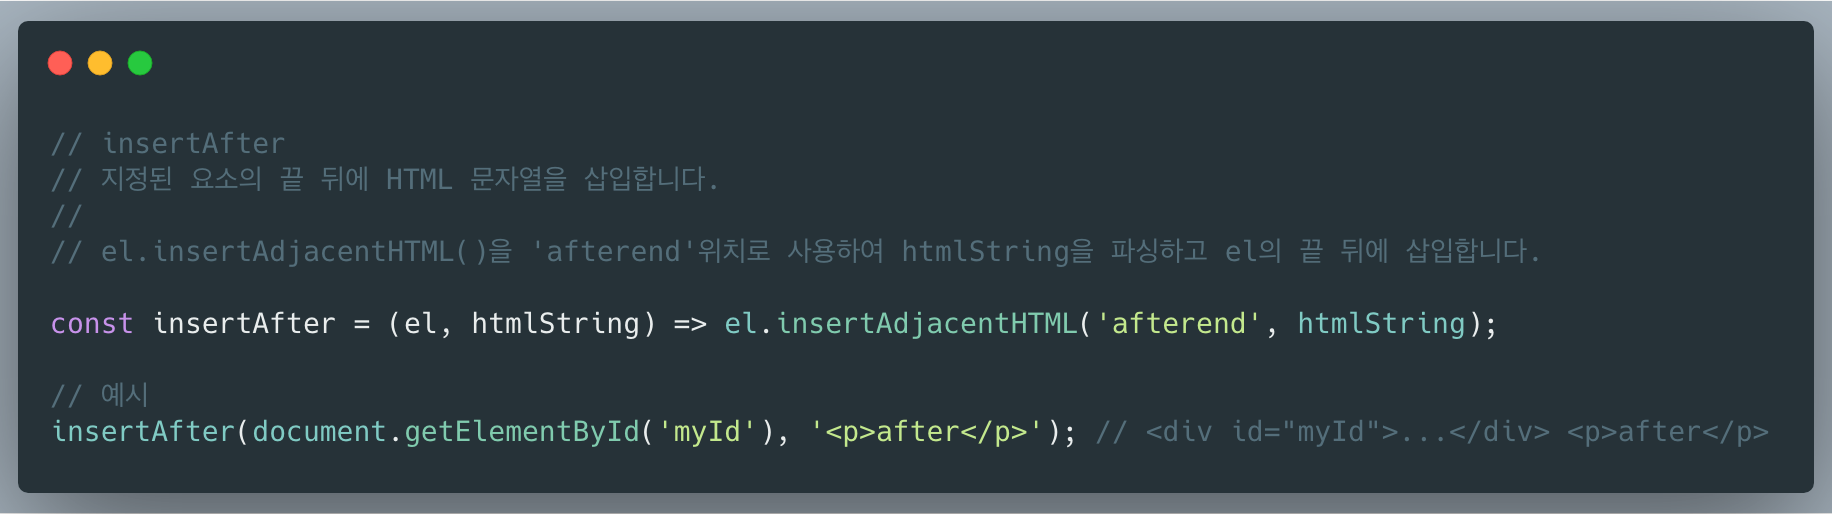 // insertAfter
// 지정된 요소의 끝 뒤에 HTML 문자열을 삽입합니다.
//
// el.insertAdjacentHTML()을 'afterend'위치로 사용하여 htmlString을 파싱하고 el의 끝 뒤에 삽입합니다.
const insertAfter = (el, htmlString) => el.insertAdjacentHTML('afterend', htmlString);
// 예시
insertAfter(document.getElementById('myId'), '<p>after</p>'); // <div id="myId">...</div> <p>after</p>